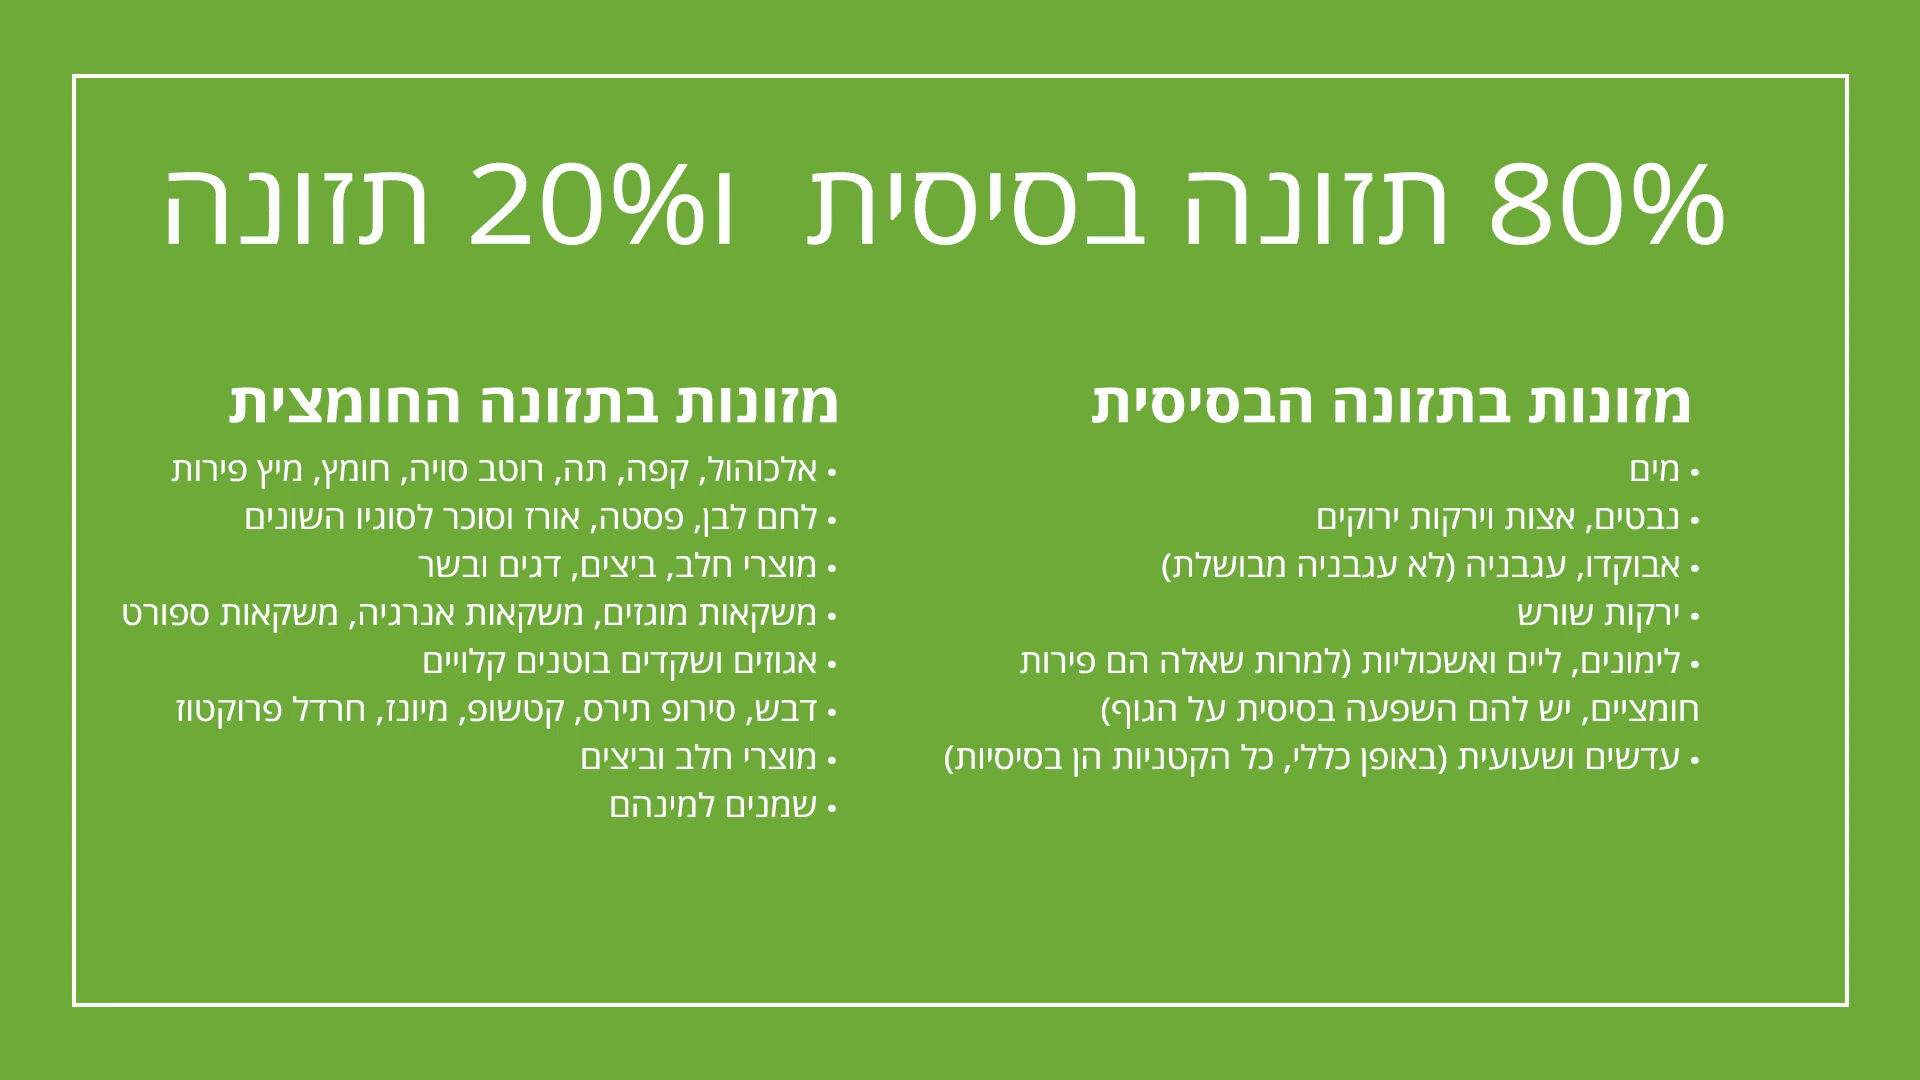 80% תזונה בסיסית  ו20% תזונה
מזונות בתזונה הבסיסית
• מים
• נבטים, אצות וירקות ירוקים
• אבוקדו, עגבניה (לא עגבניה מבושלת)
• ירקות שורש
• לימונים, ליים ואשכוליות (למרות שאלה הם פירות
חומציים, יש להם השפעה בסיסית על הגוף)
• עדשים ושעועית (באופן כללי, כל הקטניות הן בסיסיות)
מזונות בתזונה החומצית
• אלכוהול, קפה, תה, רוטב סויה, חומץ, מיץ פירות
• לחם לבן, פסטה, אורז וסוכר לסוגיו השונים
• מוצרי חלב, ביצים, דגים ובשר
• משקאות מוגזים, משקאות אנרגיה, משקאות ספורט
• אגוזים ושקדים בוטנים קלויים
• דבש, סירופ תירס, קטשופ, מיונז, חרדל פרוקטוז
• מוצרי חלב וביצים
• שמנים למינהם